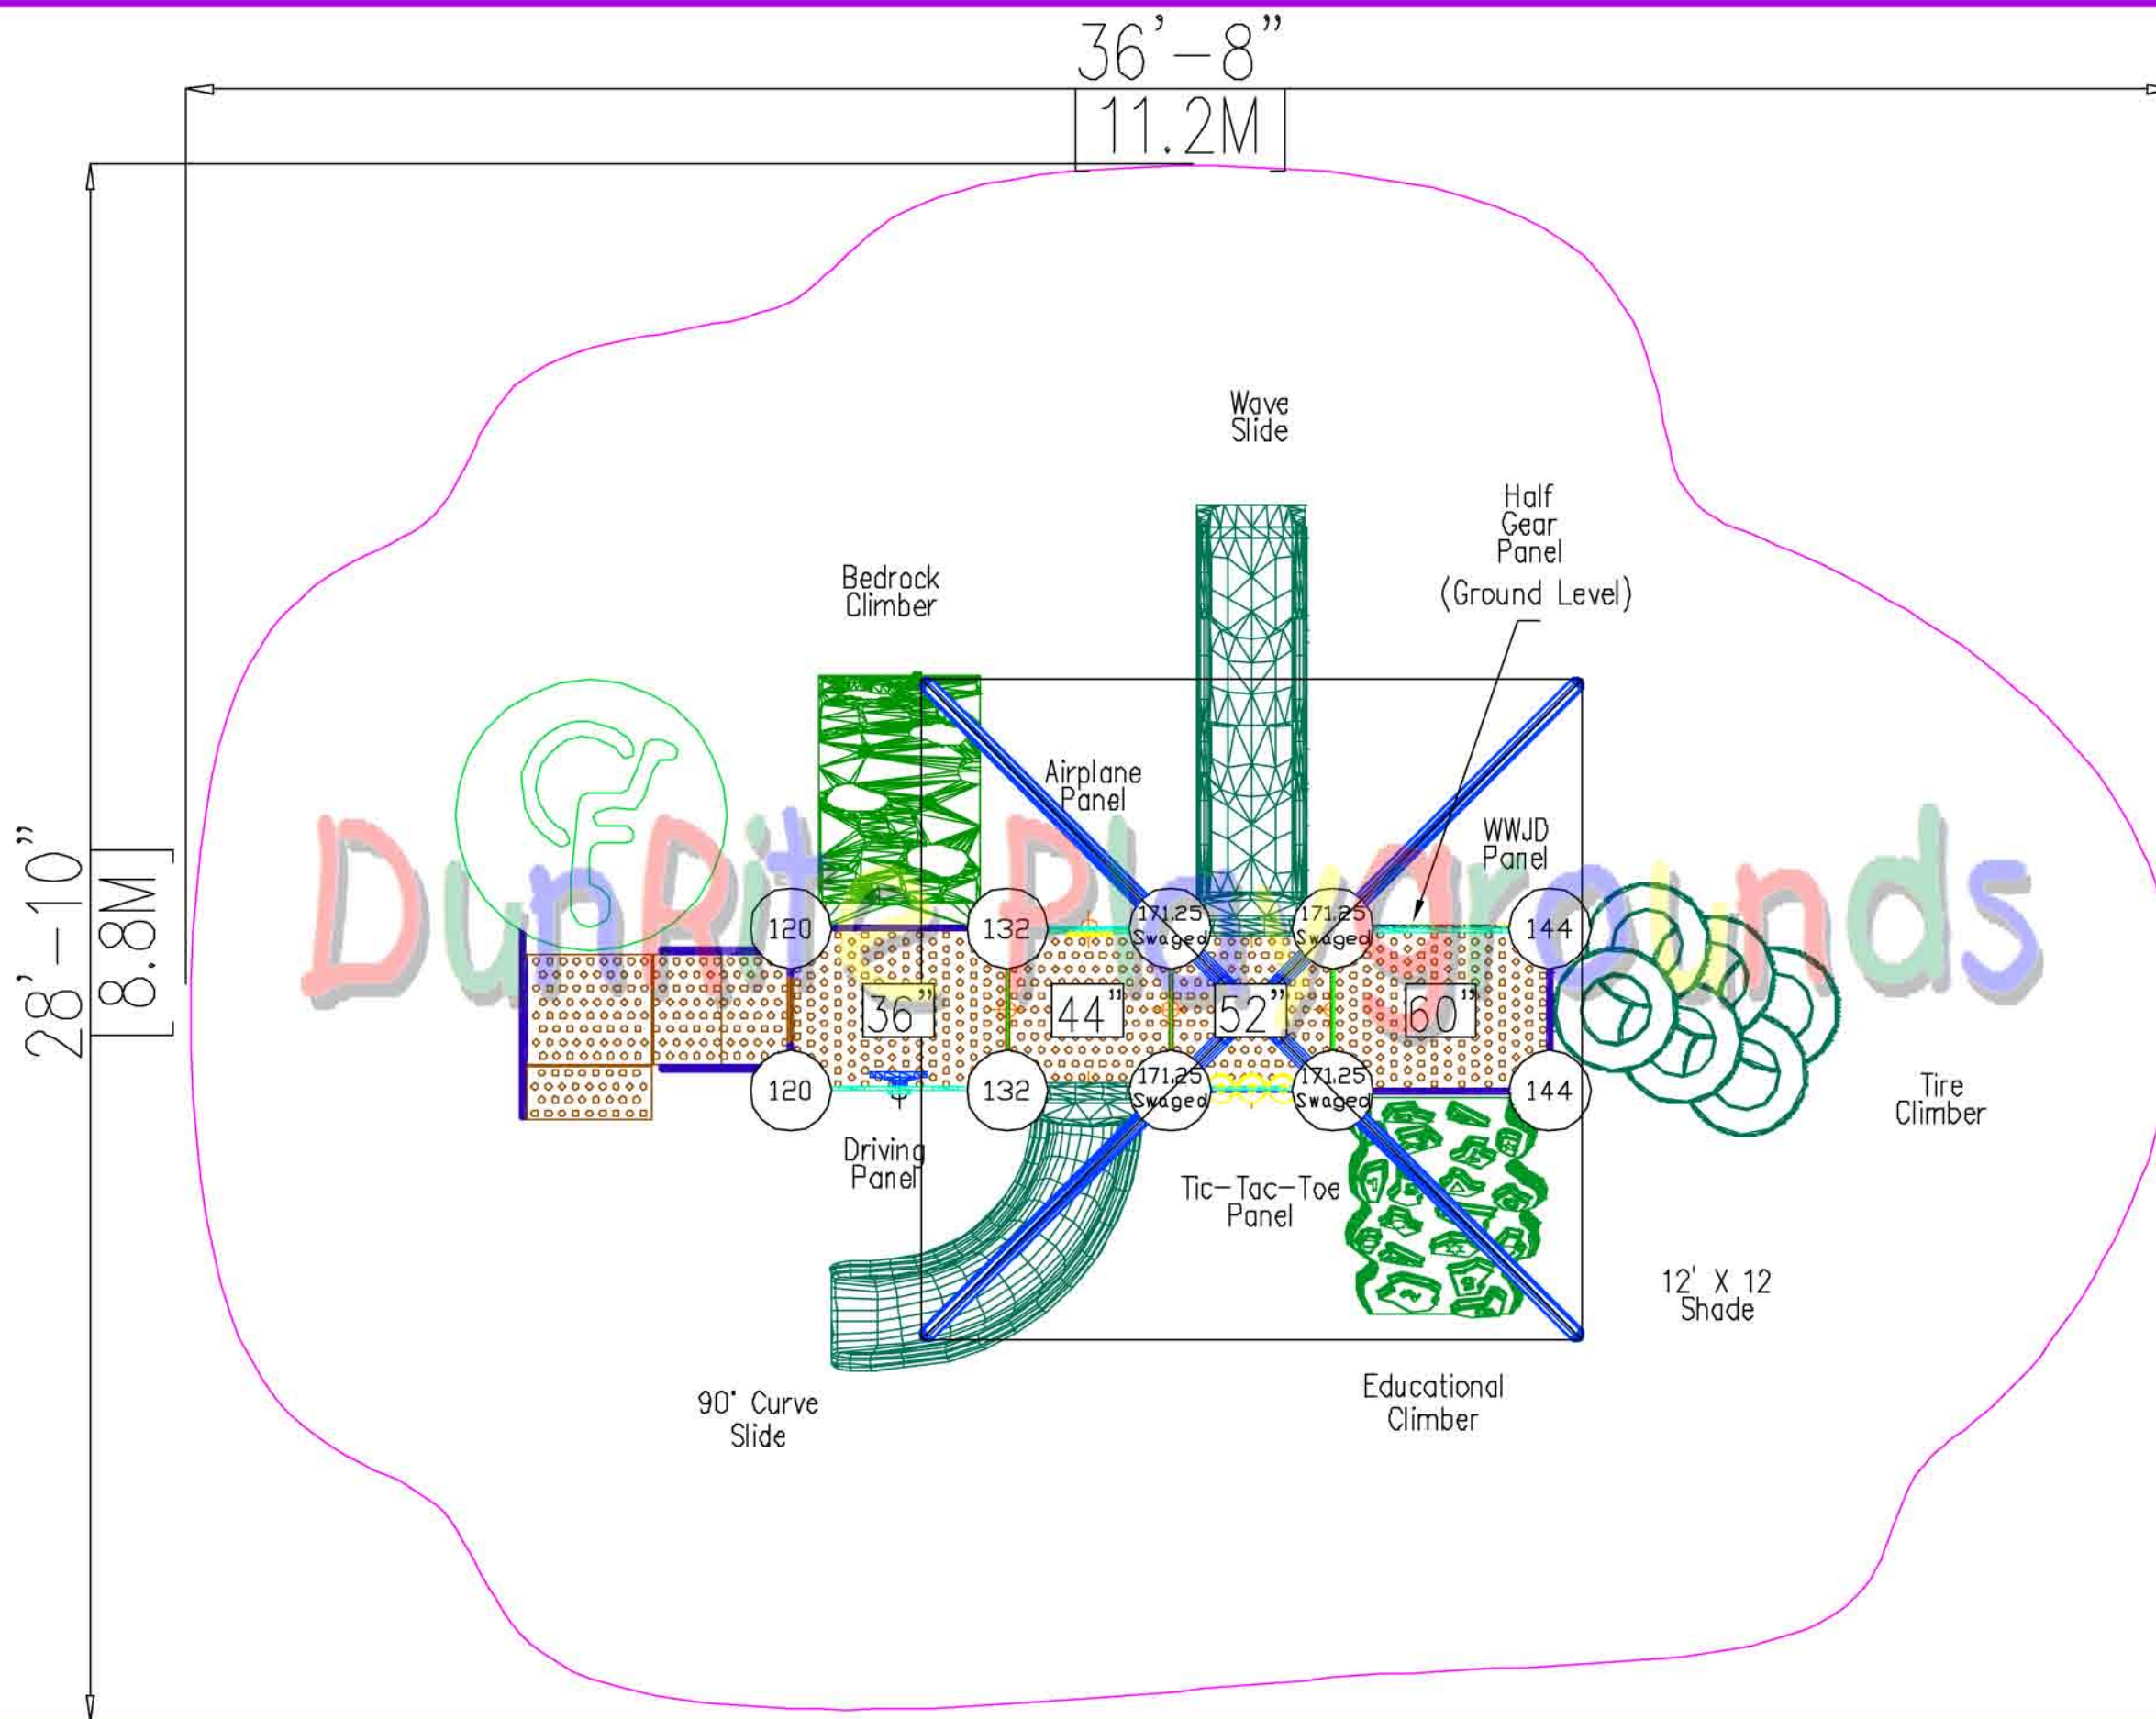 36'-8"
11.2M
28'-10"
8.8M
Wave
Slide
Half
Gear
Panel
(Ground Level)
Bedrock
Climber
Airplane
Panel
WWJD
Panel
DunRite Playgrounds
120
132
171.25
Swaged
171.25
Swaged
144
36"
44"
52"
60"
120
132
171.25
Swaged
171.25
Swaged
144
Tire
Climber
Driving
Panel
Tic-Tac-Toe
Panel
12' X 12
Shade
90° Curve
Slide
Educational
Climber